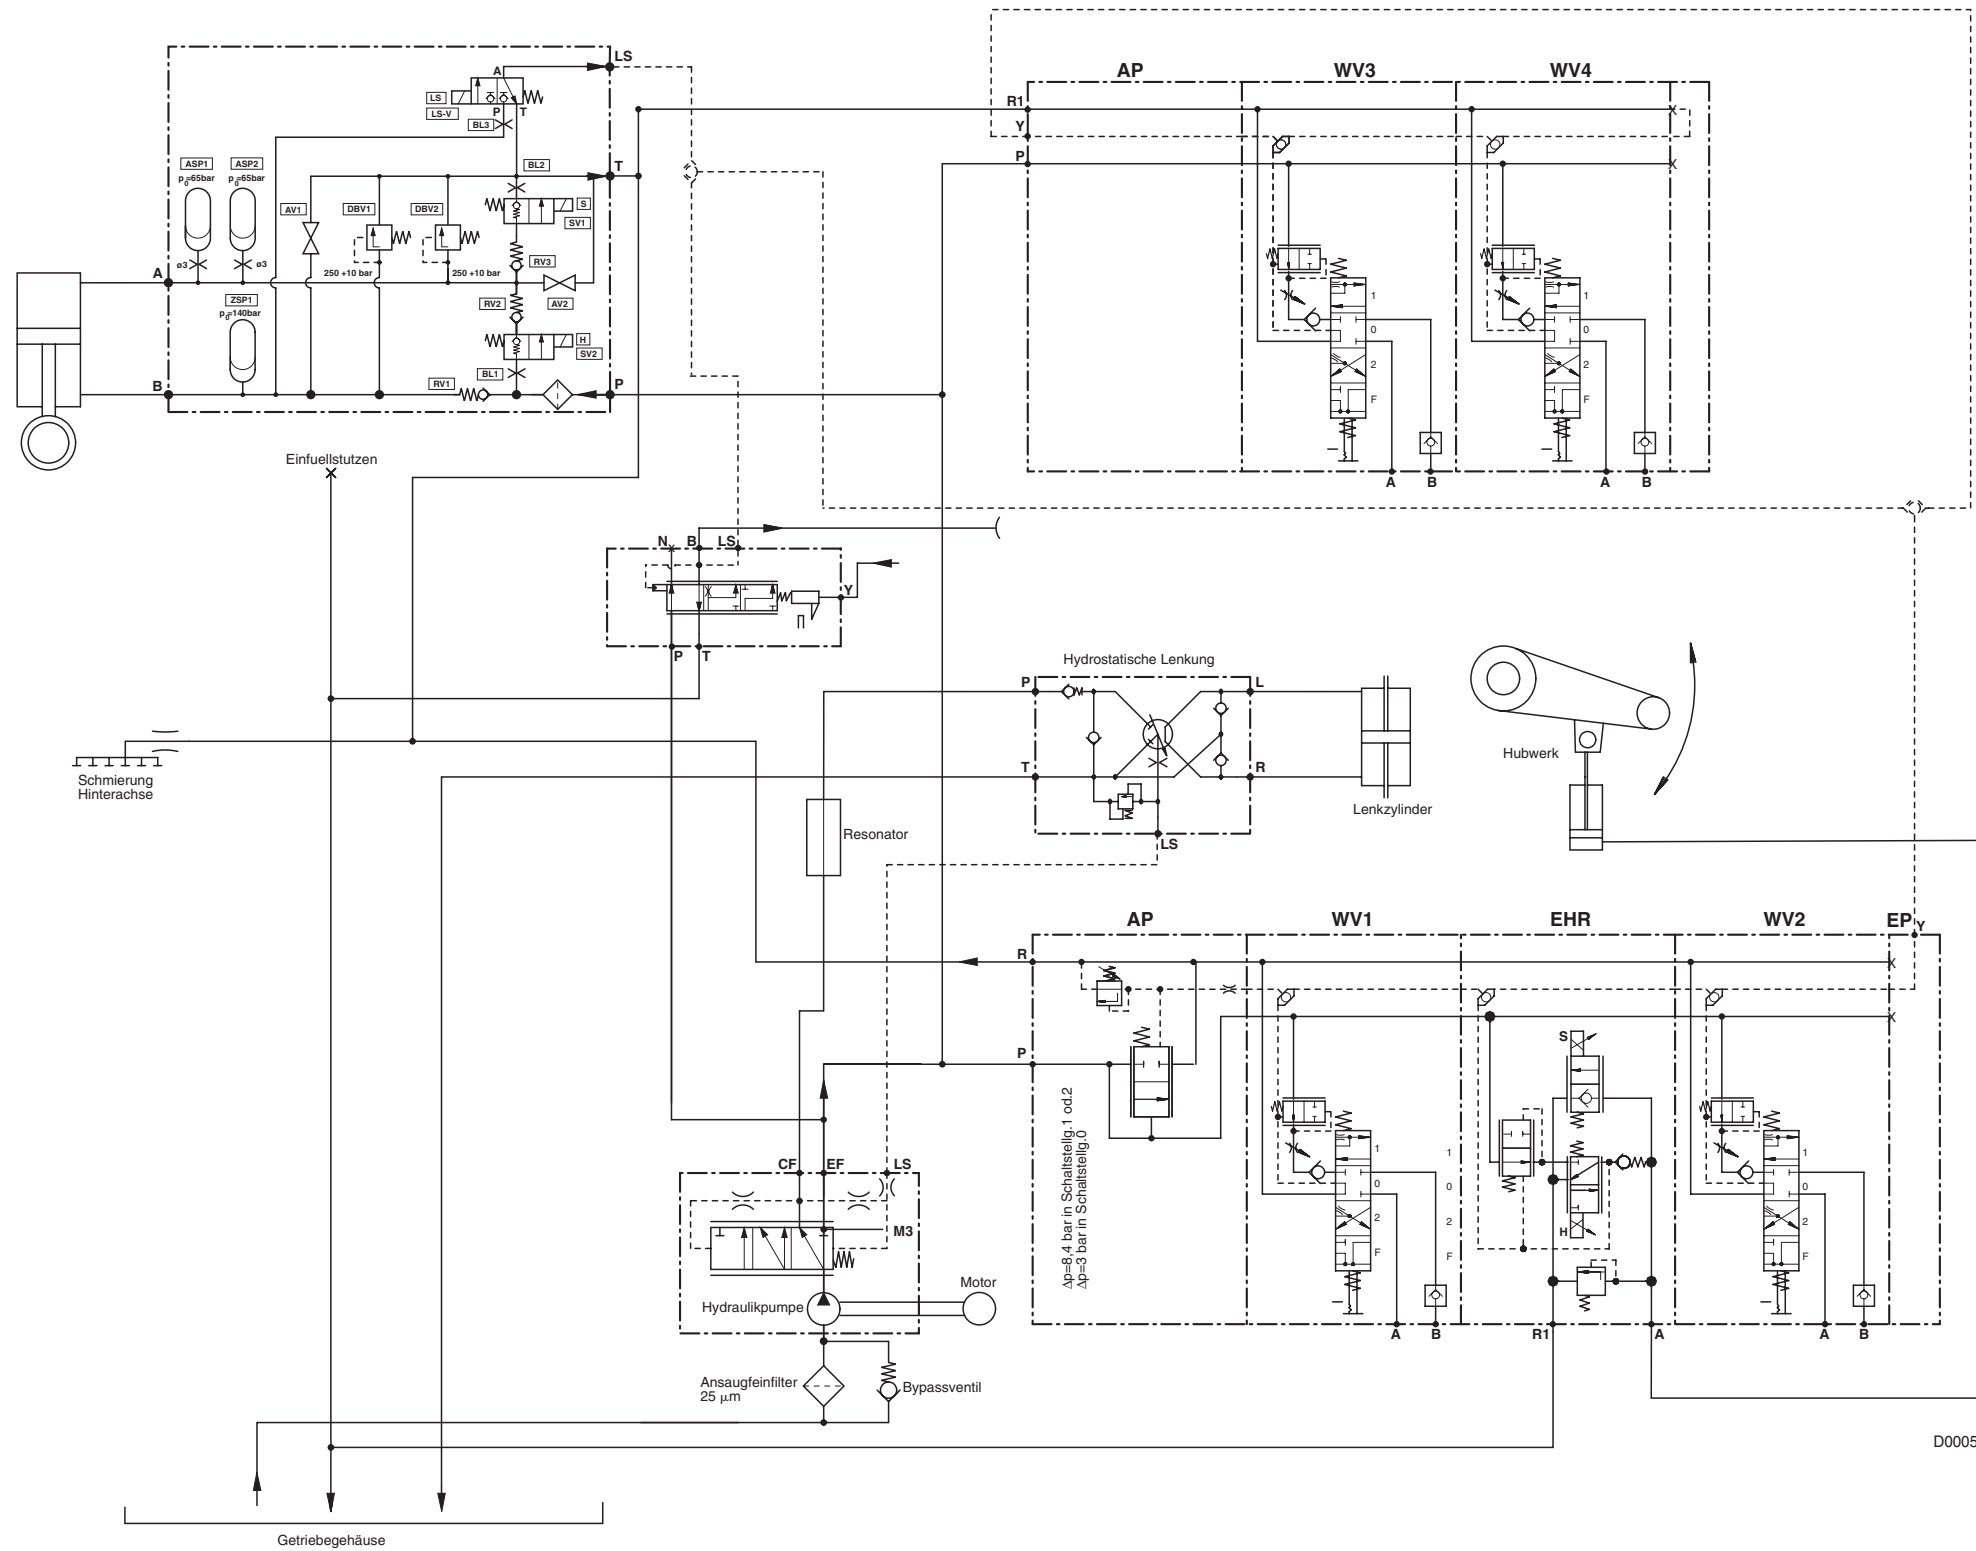 LS
A
LS
LS-V
P T
BL3
ASP1
p0=65bar
ASP2
p0=65bar
BL2
T
AV1
DBV1
DBV2
S
SV1
ø3
ø3
RV3
250 +10 bar
250 +10 bar
A
ZSP1
p0=140bar
RV2
AV2
H
SV2
BL1
RV1
B
P
AP
WV3
WV4
R1
Y
P
X
X
1
0
2
F
1
0
2
F
A
B
A
B
Einfuellstutzen
N
B
LS
Y
P
T
Hydrostatische Lenkung
P
L
T
R
LS
Lenkzylinder
Hubwerk
Schmierung
Hinterachse
Resonator
AP
WV1
EHR
WV2
EP
Y
R
X
P
X
S
H
1
0
2
F
1
0
2
F
1
0
2
F
Δp=8,4 bar in Schaltstellg.1 od.2
Δp=3 bar in Schaltstellg.0
A
B
R1
A
A
B
CF
EF
LS
M3
Hydraulikpumpe
Motor
Ansaugfeinfilter
25 μm
Bypassventil
D0005
Getriebegehäuse